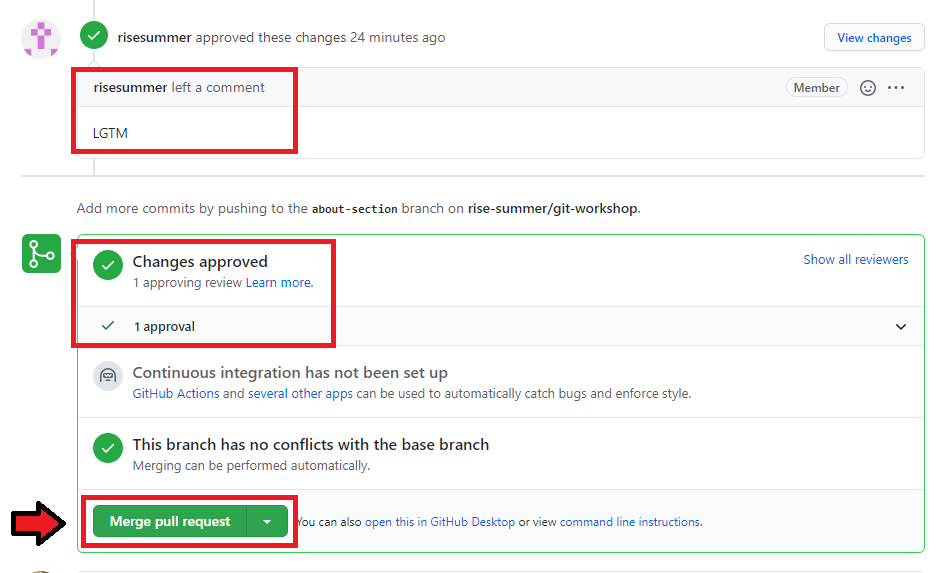 risesummer approved these changes 24 minutes ago
View changes
risesummer left a comment
Member
LGTM
Add more commits by pushing to the about-section branch on rise-summer/git-workshop.
Changes approved
1 approving review Learn more.
Show all reviewers
1 approval
Continuous integration has not been set up
GitHub Actions and several other apps can be used to automatically catch bugs and enforce style.
This branch has no conflicts with the base branch
Merging can be performed automatically.
Merge pull request
You can also open this in GitHub Desktop or view command line instructions.